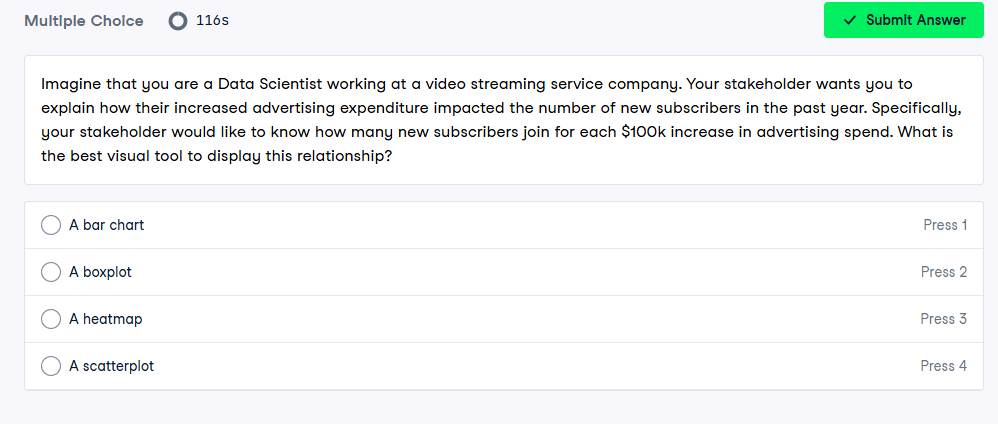 Multiple Choice 116s Submit Answer
Imagine that you are a Data Scientist working at a video streaming service company. Your stakeholder wants you to
explain how their increased advertising expenditure impacted the number of new subscribers in the past year. Specifically,
your stakeholder would like to know how many new subscribers join for each $100k increase in advertising spend. What is
the best visual tool to display this relationship?
A bar chart Press 1
A boxplot Press 2
A heatmap Press 3
A scatterplot Press 4